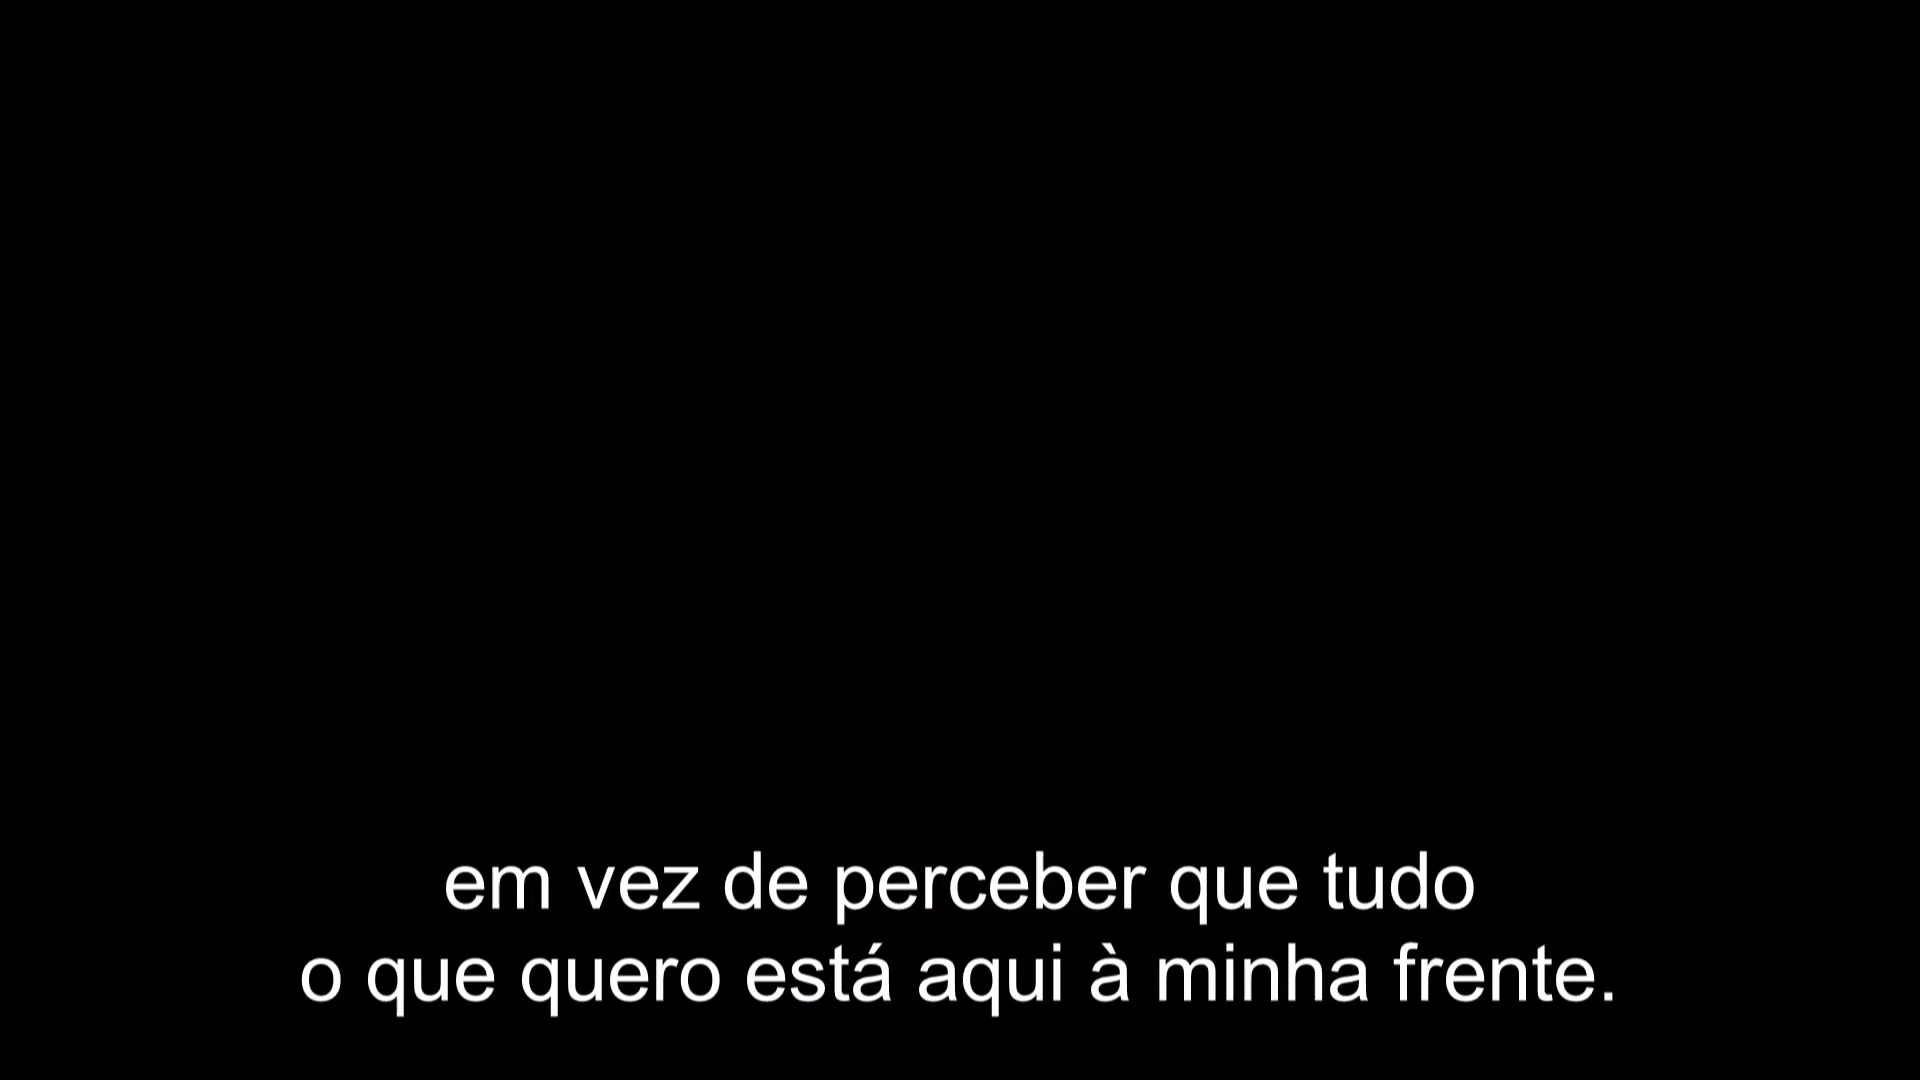 em vez de perceber que tudo
o que quero está aqui à minha frente.